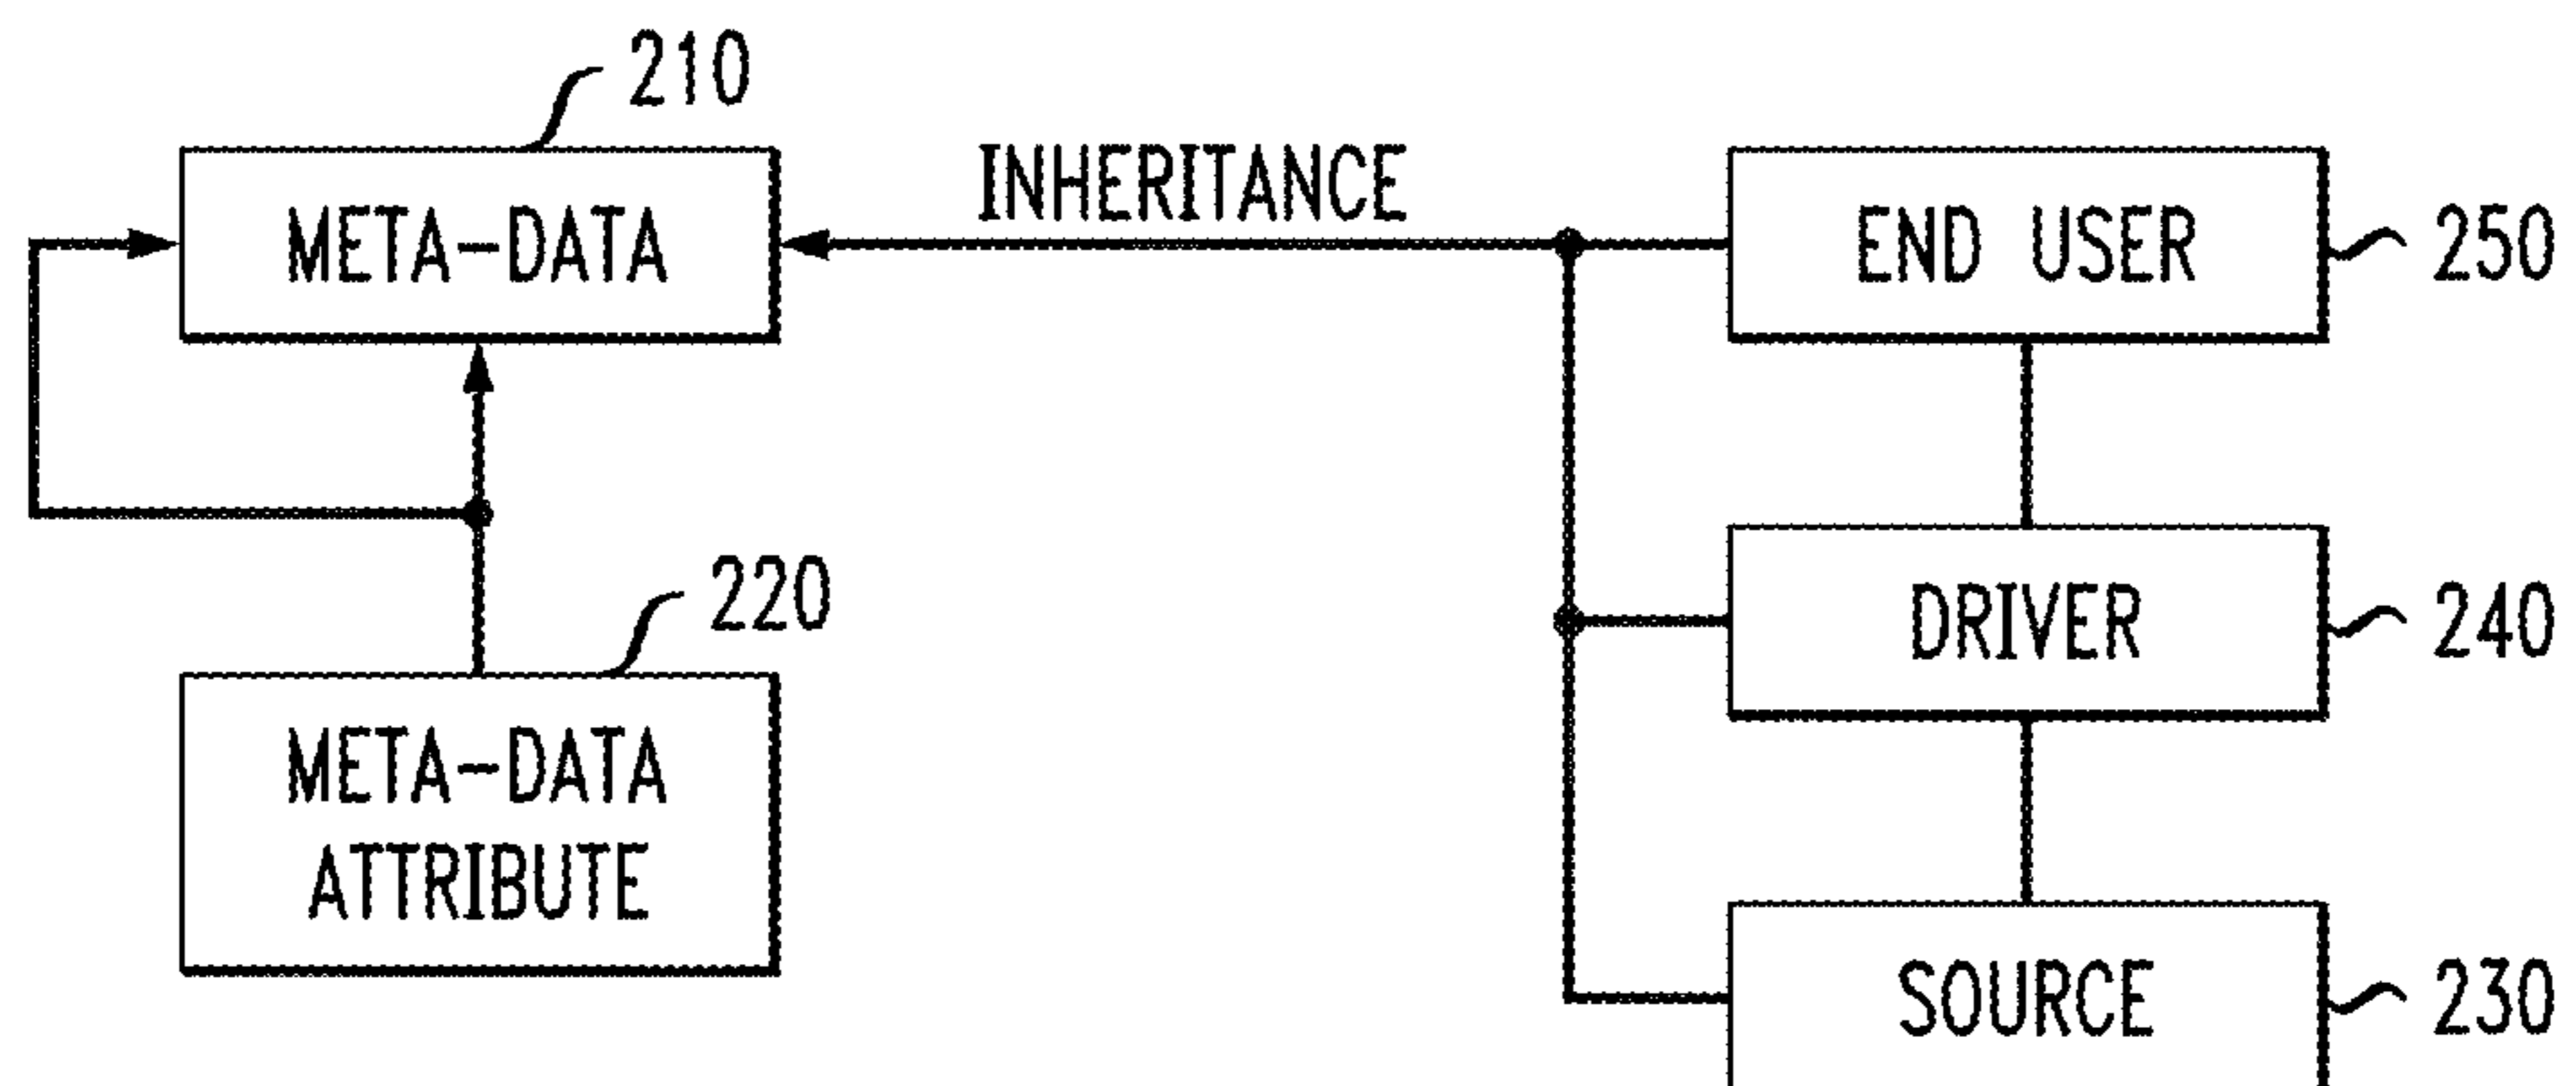 210
META-DATA
INHERITANCE
END USER
250
220
META-DATA
ATTRIBUTE
DRIVER
240
SOURCE
230